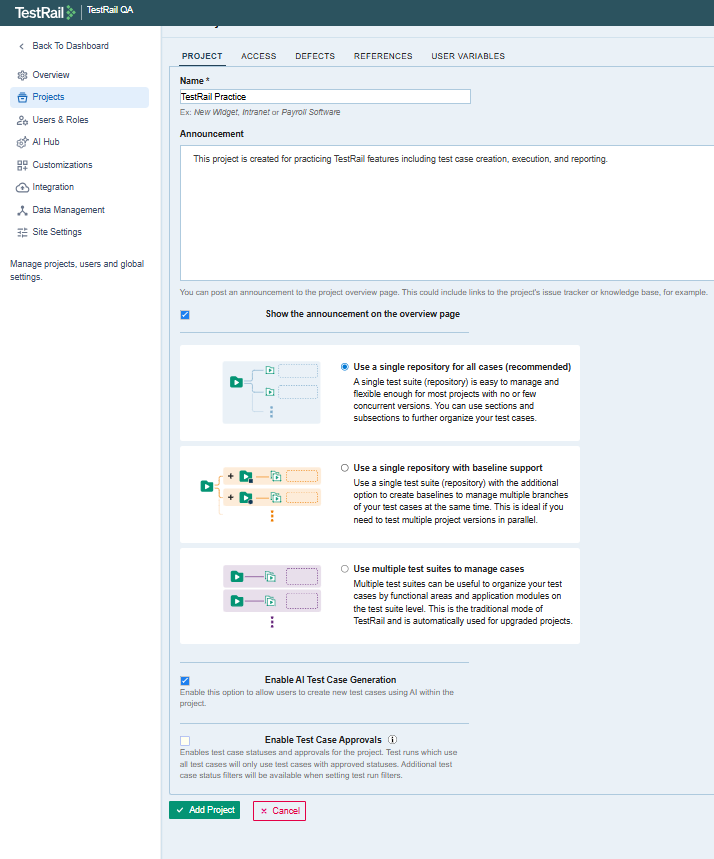 TestRail
TestRail QA
Back To Dashboard
Overview
Projects
Users & Roles
AI Hub
Customizations
Integration
Data Management
Site Settings
Manage projects, users and global
settings.
PROJECT ACCESS DEFECTS REFERENCES USER VARIABLES
Name *
TestRail Practice
Ex: New Widget, Intranet or Payroll Software
Announcement
This project is created for practicing TestRail features including test case creation, execution, and reporting.
You can post an announcement to the project overview page. This could include links to the project's issue tracker or knowledge base, for example.
Show the announcement on the overview page
Use a single repository for all cases (recommended)
A single test suite (repository) is easy to manage and
flexible enough for most projects with no or few
concurrent versions. You can use sections and
subsections to further organize your test cases.
Use a single repository with baseline support
Use a single test suite (repository) with the additional
option to create baselines to manage multiple branches
of your test cases at the same time. This is ideal if you
need to test multiple project versions in parallel.
Use multiple test suites to manage cases
Multiple test suites can be useful to organize your test
cases by functional areas and application modules on
the test suite level. This is the traditional mode of
TestRail and is automatically used for upgraded projects.
Enable AI Test Case Generation
Enable this option to allow users to create new test cases using AI within the
project.
Enable Test Case Approvals
Enables test case statuses and approvals for the project. Test runs which use
all test cases will only use test cases with approved statuses. Additional test
case status filters will be available when setting test run filters.
Add Project
Cancel